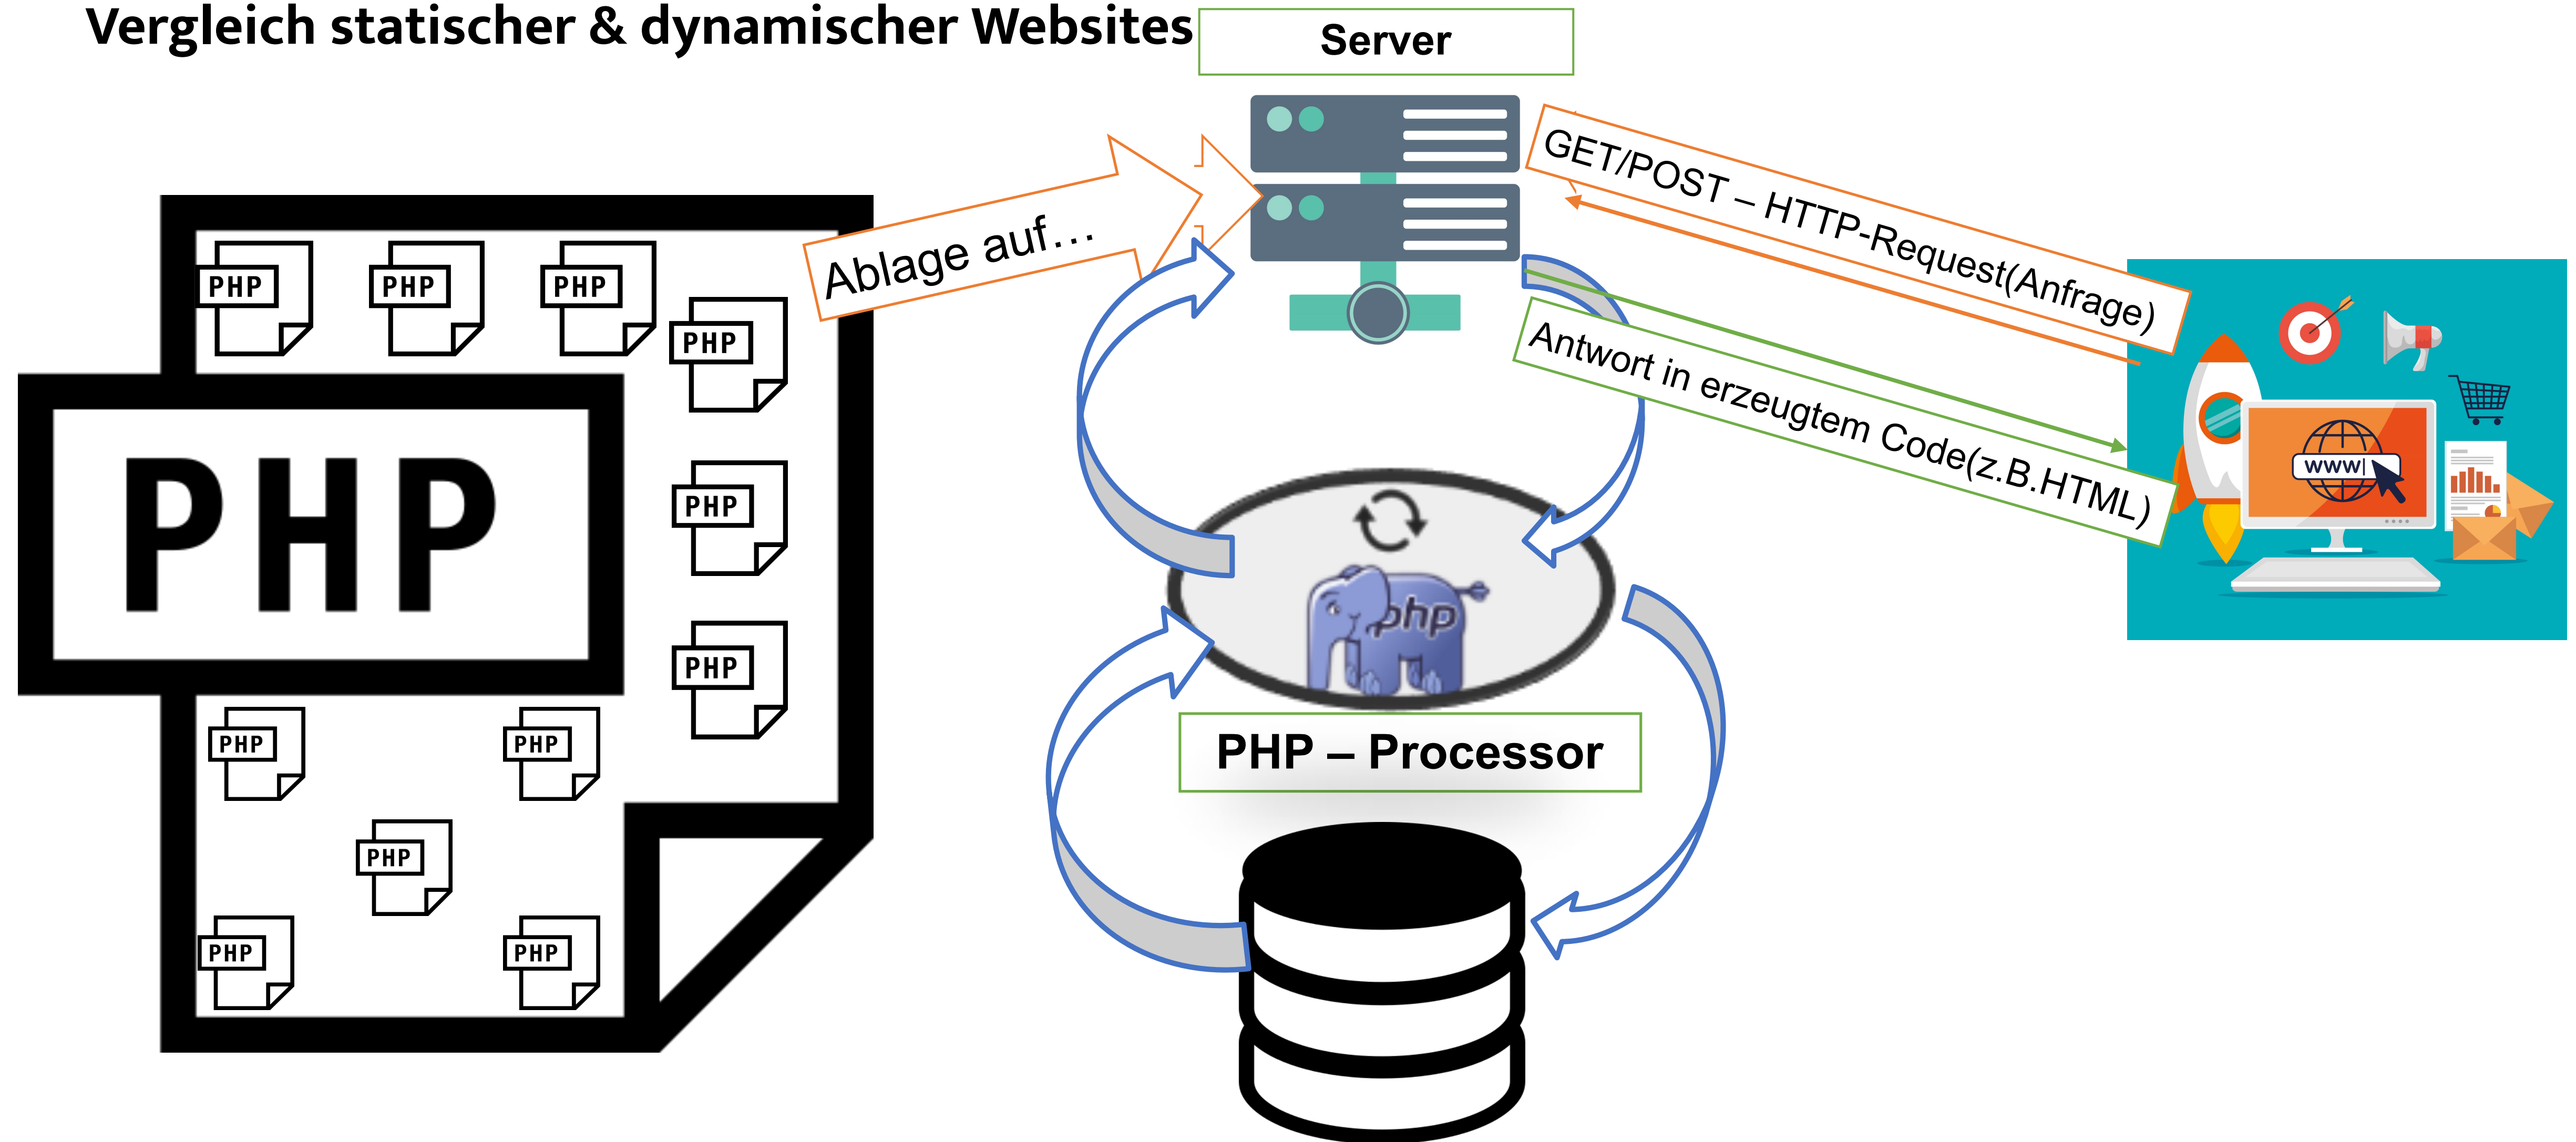 Vergleich statischer & dynamischer Websites
Server
GET/POST – HTTP-Request(Anfrage)
Ablage auf…
Antwort in erzeugtem Code(z.B.HTML)
PHP
PHP
PHP
PHP
PHP
PHP
PHP
PHP
PHP
PHP
PHP
PHP
www
php
PHP – Processor